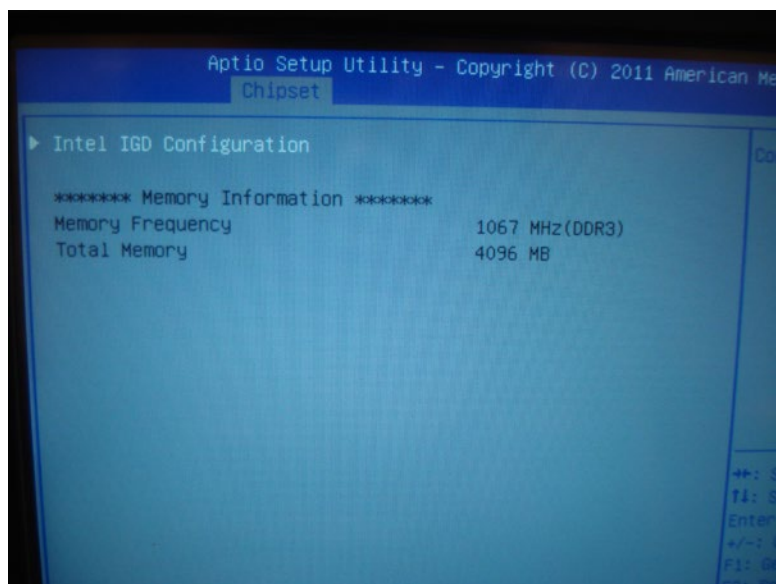 Aptio Setup Utility – Copyright (C) 2011 American
Chipset
▶ Intel IGD Configuration
******* Memory Information *******
Memory Frequency 1067 MHz(DDR3)
Total Memory 4096 MB
→←:
↑↓:
Enter
+/-:
F1: